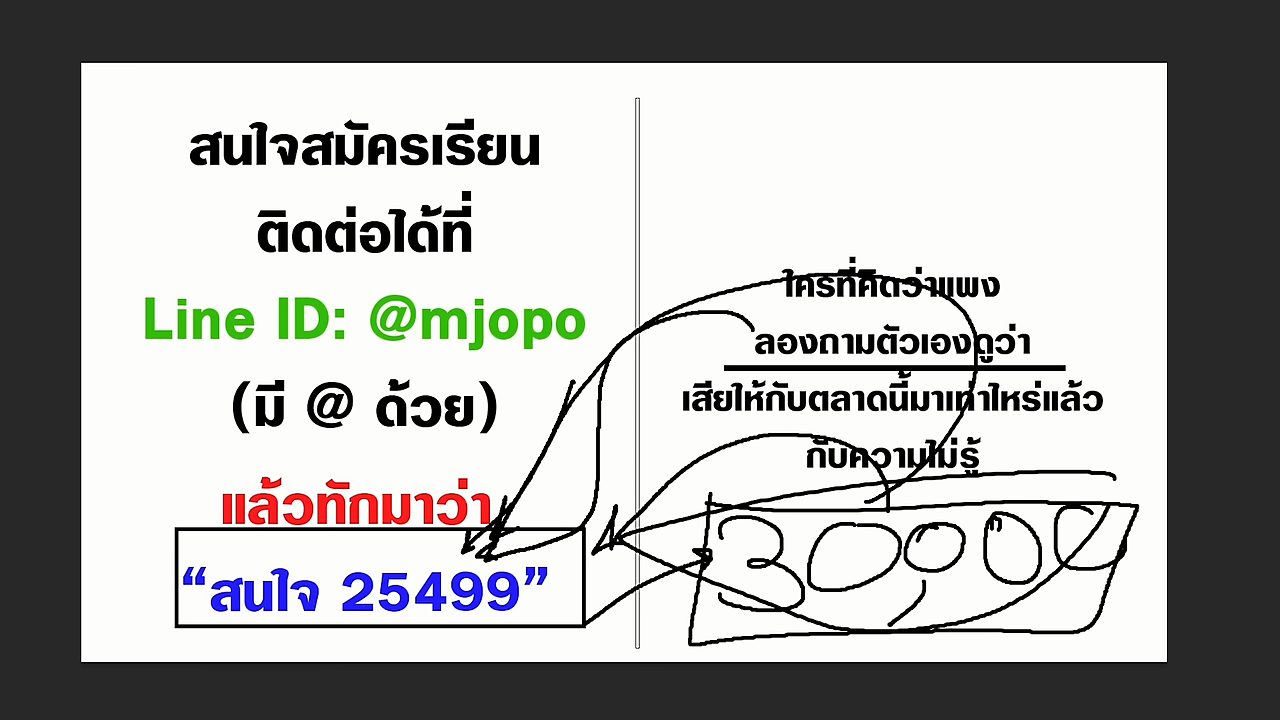 สนใจสมัครเรียน
ติดต่อได้ที่
Line ID: @mjopo
(มี @ ด้วย)
แล้วทักมาว่า
“สนใจ 25499”
ใครที่คิดว่าแพง
ลองถามตัวเองดูว่า
เสียให้กับตลาดนี้มาเท่าไหร่แล้ว
กับความไม่รู้
30,000